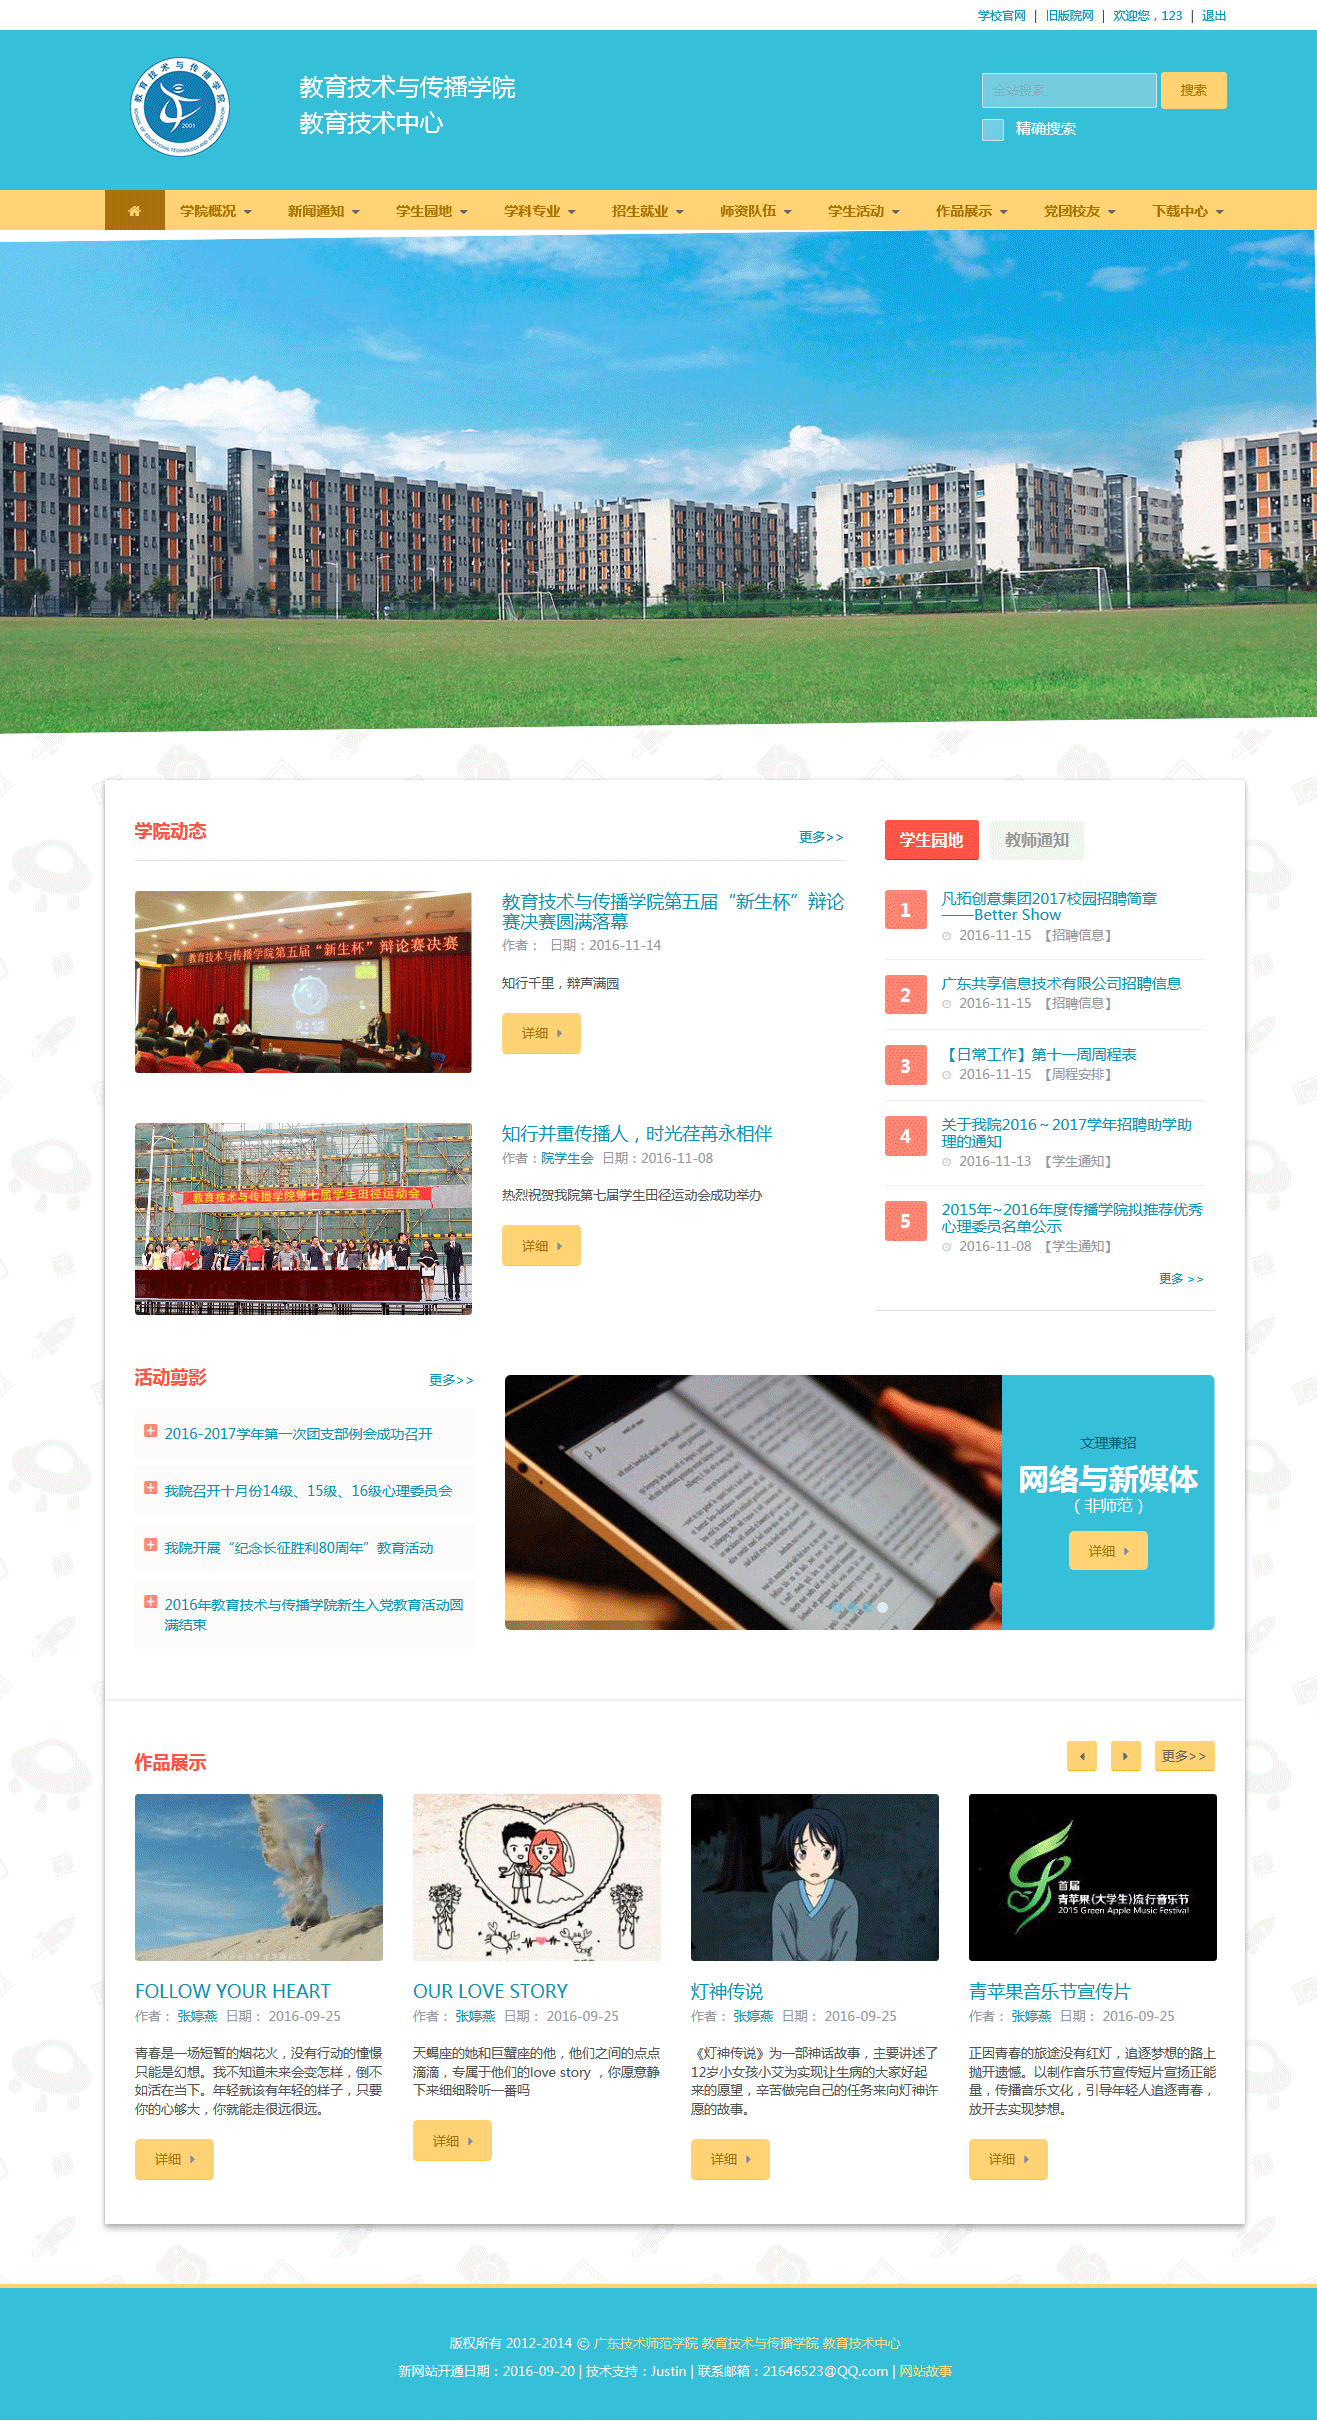 学校官网 | 旧版院网 | 欢迎您，123 | 退出
教育技术与传播学院
SCHOOL OF EDUCATIONAL TECHNOLOGY AND COMMUNICATION
2001
教育技术与传播学院
教育技术中心
全站搜索
搜索
精确搜索
学院概况
新闻通知
学生园地
学科专业
招生就业
师资队伍
学生活动
作品展示
党团校友
下载中心
学院动态
更多>>
教育技术与传播学院第五届“新生杯”辩论赛决赛
0:12
教育技术与传播学院第五届“新生杯”辩论
赛决赛圆满落幕
作者： 日期：2016-11-14
知行千里，辩声满园
详细
教育技术与传播学院第七届学生田径运动会
知行并重传播人，时光荏苒永相伴
作者：院学生会 日期：2016-11-08
热烈祝贺我院第七届学生田径运动会成功举办
详细
学生园地
教师通知
1
凡拓创意集团2017校园招聘简章
——Better Show
2016-11-15 【招聘信息】
2
广东共享信息技术有限公司招聘信息
2016-11-15 【招聘信息】
3
【日常工作】第十一周周程表
2016-11-15 【周程安排】
4
关于我院2016～2017学年招聘助学助
理的通知
2016-11-13 【学生通知】
5
2015年~2016年度传播学院拟推荐优秀
心理委员名单公示
2016-11-08 【学生通知】
更多 >>
活动剪影
更多>>
2016-2017学年第一次团支部例会成功召开
我院召开十月份14级、15级、16级心理委员会
我院开展“纪念长征胜利80周年”教育活动
2016年教育技术与传播学院新生入党教育活动圆
满结束
文理兼招
网络与新媒体
（非师范）
详细
作品展示
更多>>
首届
青苹果(大学生)流行音乐节
2015 Green Apple Music Festival
FOLLOW YOUR HEART
作者： 张婷燕 日期： 2016-09-25
青春是一场短暂的烟花火，没有行动的憧憬
只能是幻想。我不知道未来会变怎样，倒不
如活在当下。年轻就该有年轻的样子，只要
你的心够大，你就能走很远很远。
详细
OUR LOVE STORY
作者： 张婷燕 日期： 2016-09-25
天蝎座的她和巨蟹座的他，他们之间的点点
滴滴，专属于他们的love story ，你愿意静
下来细细聆听一番吗
详细
灯神传说
作者： 张婷燕 日期： 2016-09-25
《灯神传说》为一部神话故事，主要讲述了
12岁小女孩小艾为实现让生病的大家好起
来的愿望，辛苦做完自己的任务来向灯神许
愿的故事。
详细
青苹果音乐节宣传片
作者： 张婷燕 日期： 2016-09-25
正因青春的旅途没有红灯，追逐梦想的路上
抛开遗憾。以制作音乐节宣传短片宣扬正能
量，传播音乐文化，引导年轻人追逐青春，
放开去实现梦想。
详细
版权所有 2012-2014 © 广东技术师范学院 教育技术与传播学院 教育技术中心
新网站开通日期：2016-09-20 | 技术支持：Justin | 联系邮箱：21646523@QQ.com | 网站故事